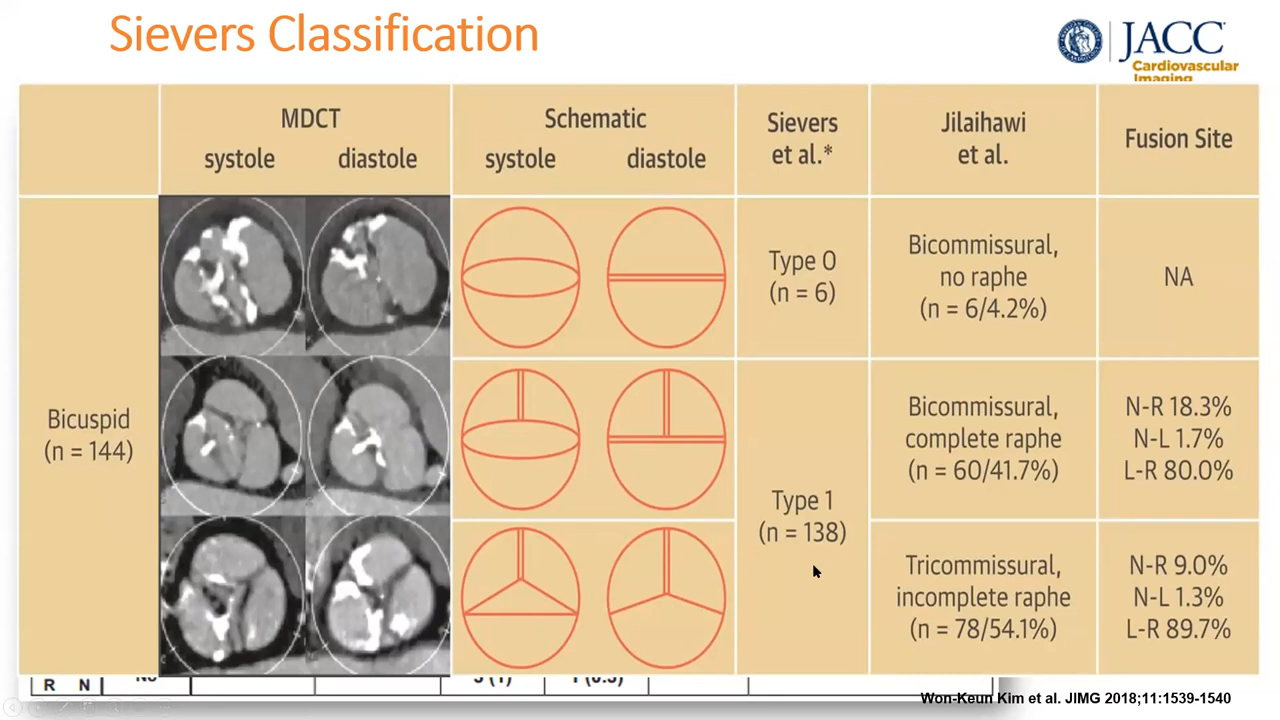 Sievers Classification
JACC
Cardiovascular
Imaging
MDCT
systole diastole
Schematic
systole diastole
Sievers
et al.*
Jilaihawi
et al.
Fusion Site
Bicuspid
(n = 144)
Type 0
(n = 6)
Bicommissural,
no raphe
(n = 6/4.2%)
NA
Type 1
(n = 138)
Bicommissural,
complete raphe
(n = 60/41.7%)
N-R 18.3%
N-L 1.7%
L-R 80.0%
Tricommissural,
incomplete raphe
(n = 78/54.1%)
N-R 9.0%
N-L 1.3%
L-R 89.7%
R N
Won-Keun Kim et al. JIMG 2018;11:1539-1540